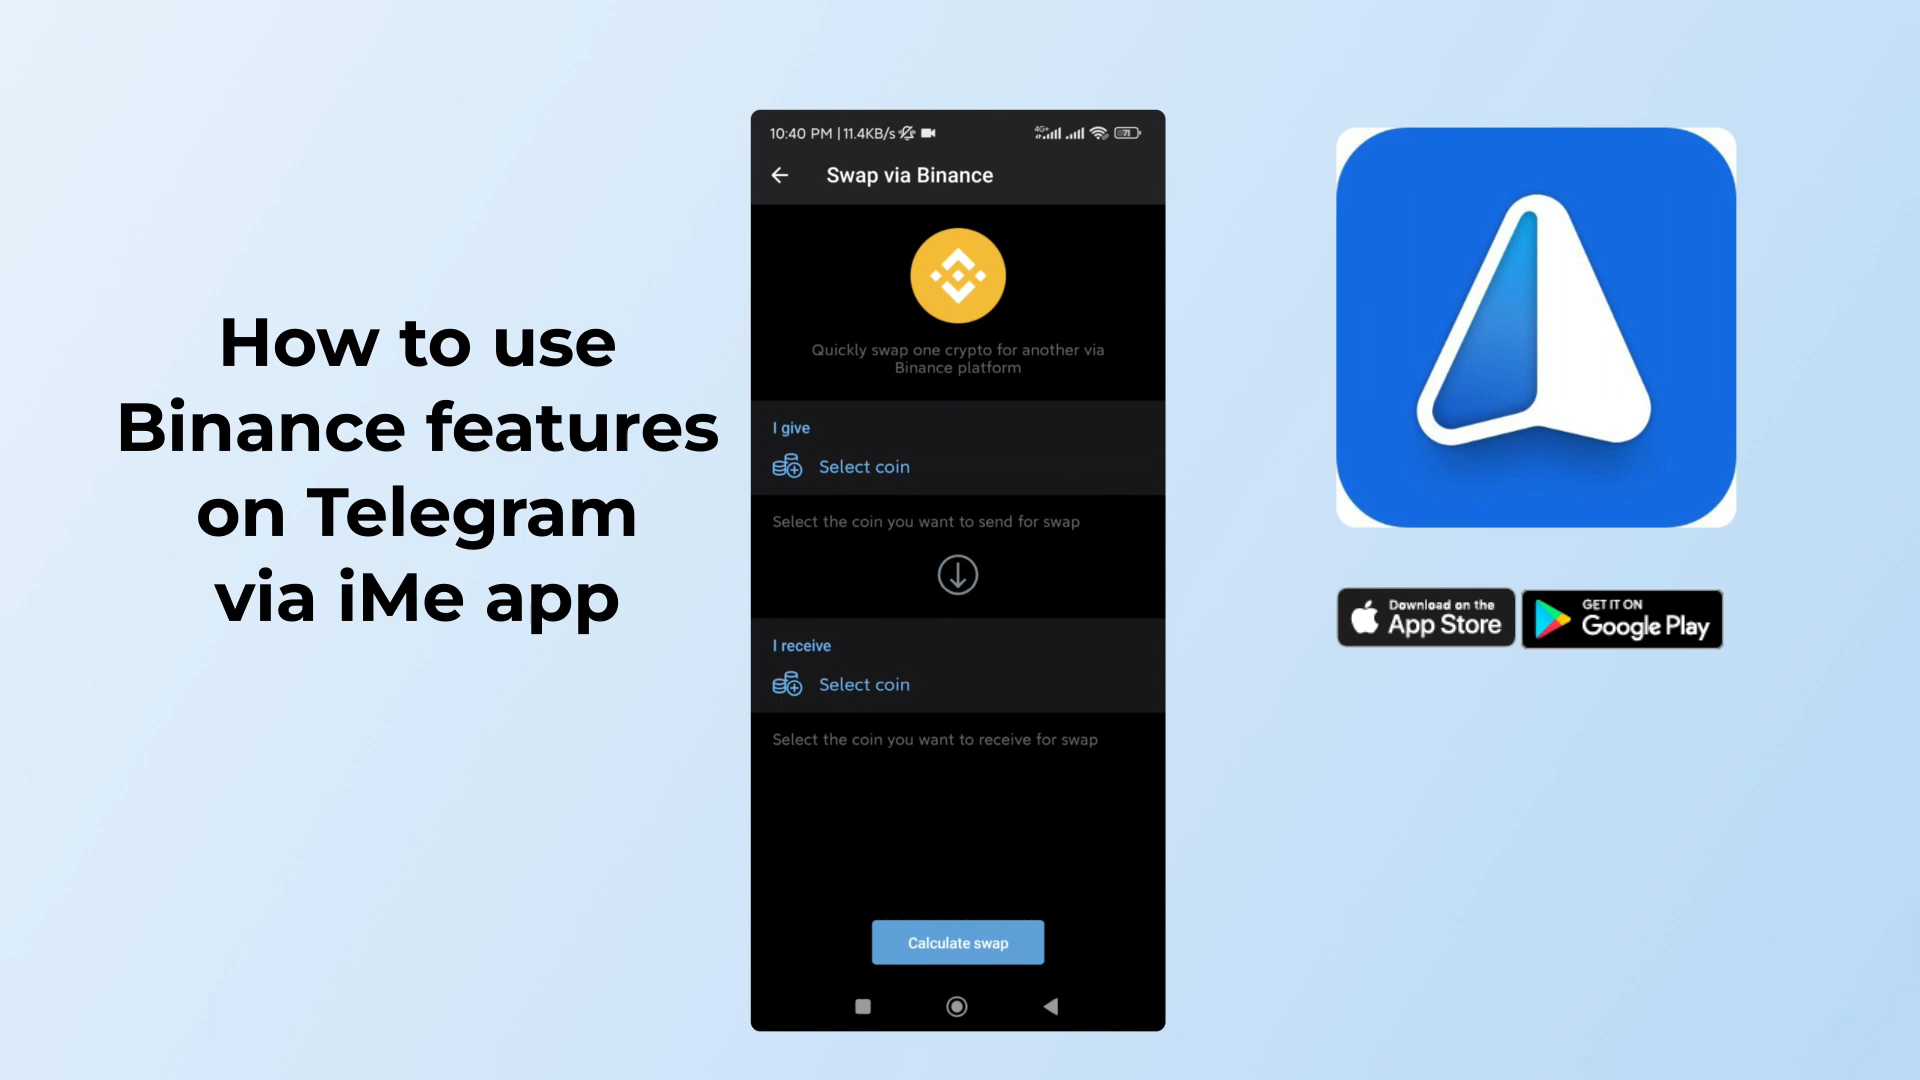 How to use
Binance features
on Telegram
via iMe app
10:40 PM | 11.4KB/s
4G+
71
Swap via Binance
Quickly swap one crypto for another via
Binance platform
I give
Select coin
Select the coin you want to send for swap
I receive
Select coin
Select the coin you want to receive for swap
Calculate swap
Download on the
App Store
GET IT ON
Google Play